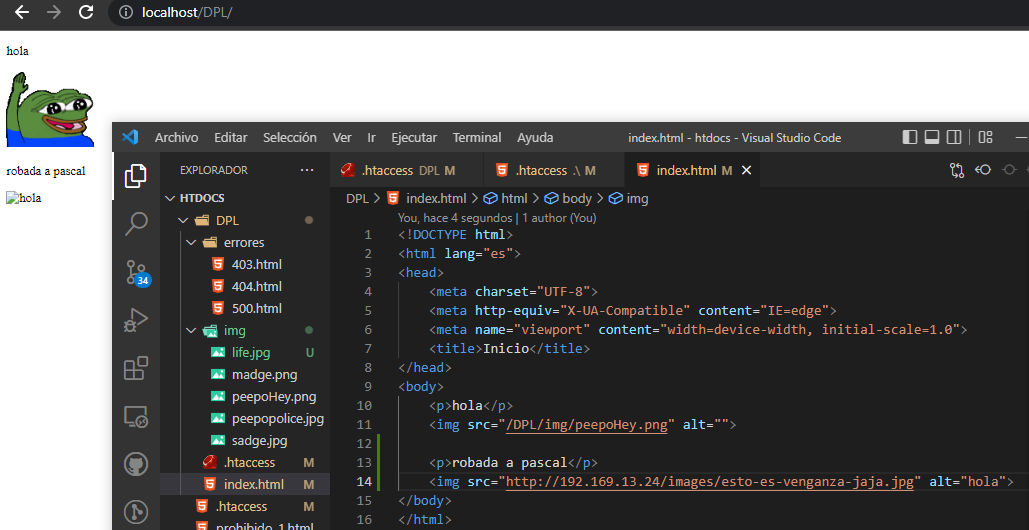 localhost/DPL/
hola
robada a pascal
hola
Archivo Editar Selección Ver Ir Ejecutar Terminal Ayuda index.html - htdocs - Visual Studio Code
EXPLORADOR ···
HTDOCS
DPL
errores
403.html
404.html
500.html
img
life.jpg U
madge.png
peepoHey.png
peepopolice.jpg
sadge.jpg
.htaccess M
index.html M
.htaccess M
prohibido_1.html
34
.htaccess DPL M .htaccess .\ M index.html M
DPL > index.html > html > body > img
You, hace 4 segundos | 1 author (You)
1 <!DOCTYPE html>
2 <html lang="es">
3 <head>
4 <meta charset="UTF-8">
5 <meta http-equiv="X-UA-Compatible" content="IE=edge">
6 <meta name="viewport" content="width=device-width, initial-scale=1.0">
7 <title>Inicio</title>
8 </head>
9 <body>
10 <p>hola</p>
11 <img src="/DPL/img/peepoHey.png" alt="">
12
13 <p>robada a pascal</p>
14 <img src="http://192.169.13.24/images/esto-es-venganza-jaja.jpg" alt="hola">
15 </body>
16 </html>